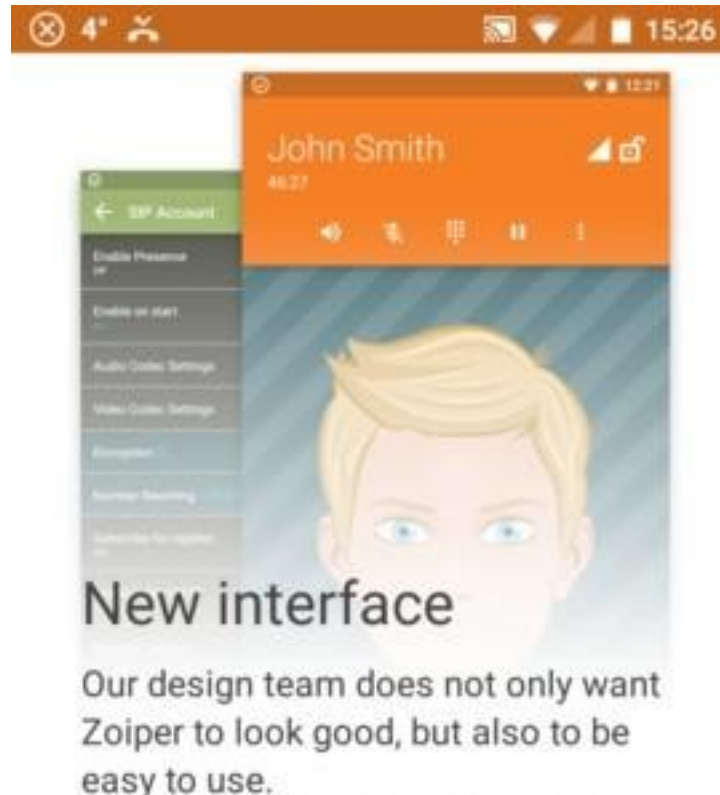 4° 15:26
12:21
John Smith
46:27
SIP Account
Enable Presence
Enable on start
Audio Codec Settings
Video Codec Settings
Encryption
Number Rewriting
New interface
Our design team does not only want
Zoiper to look good, but also to be
easy to use.